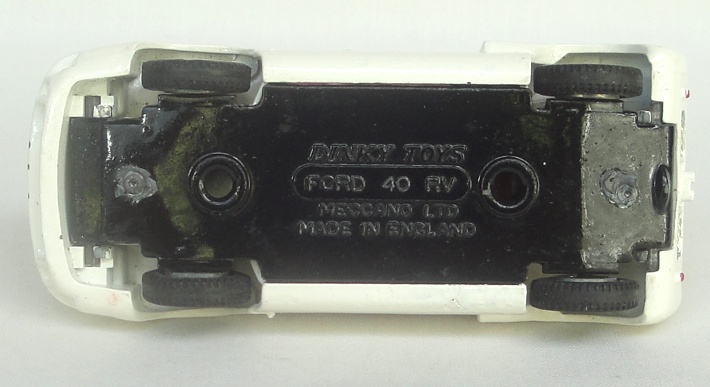 DINKY TOYS
FORD 40 RV
MECCANO LTD
MADE IN ENGLAND